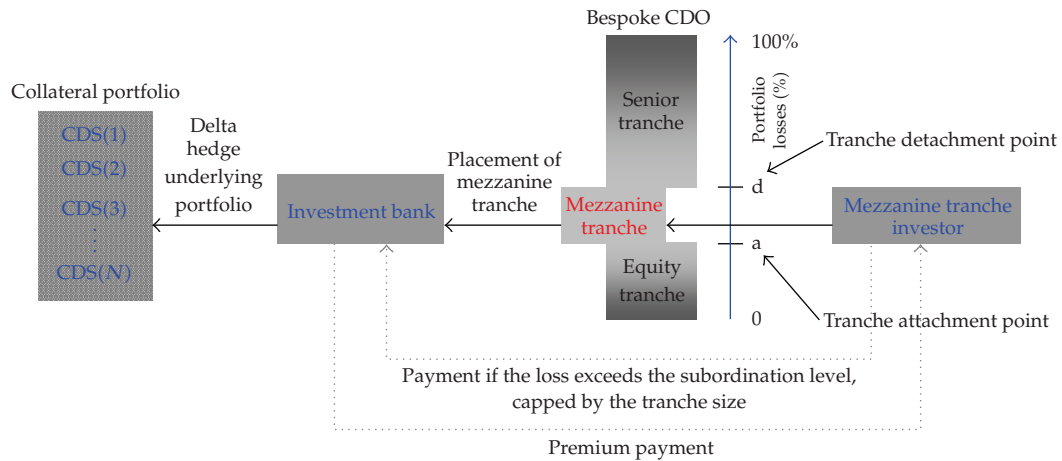 Bespoke CDO
100%
Collateral portfolio
CDS(1)
CDS(2)
CDS(3)
⋮
CDS(N)
Delta
hedge
underlying
portfolio
Investment bank
Placement of
mezzanine
tranche
Senior
tranche
Mezzanine
tranche
Equity
tranche
Portfolio
losses (%)
d
a
0
Tranche detachment point
Mezzanine tranche
investor
Tranche attachment point
Payment if the loss exceeds the subordination level,
capped by the tranche size
Premium payment